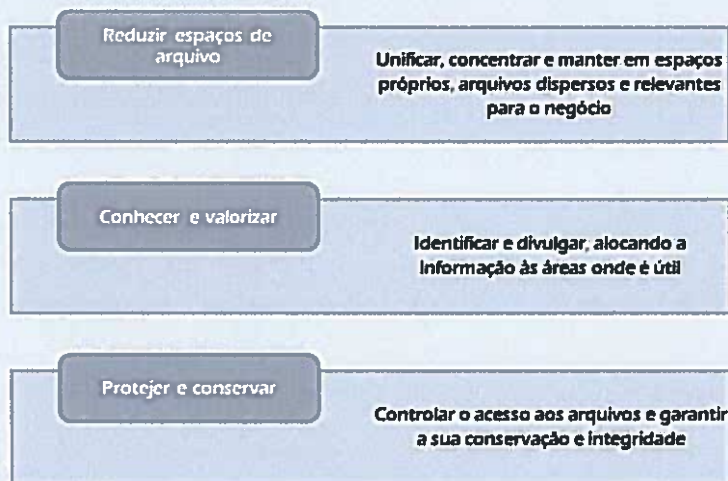 Reduzir espaços de
arquivo
Unificar, concentrar e manter em espaços
próprios, arquivos dispersos e relevantes
para o negócio
Conhecer e valorizar
Identificar e divulgar, alocando a
informação às áreas onde é útil
Protejer e conservar
Controlar o acesso aos arquivos e garantir
a sua conservação e integridade